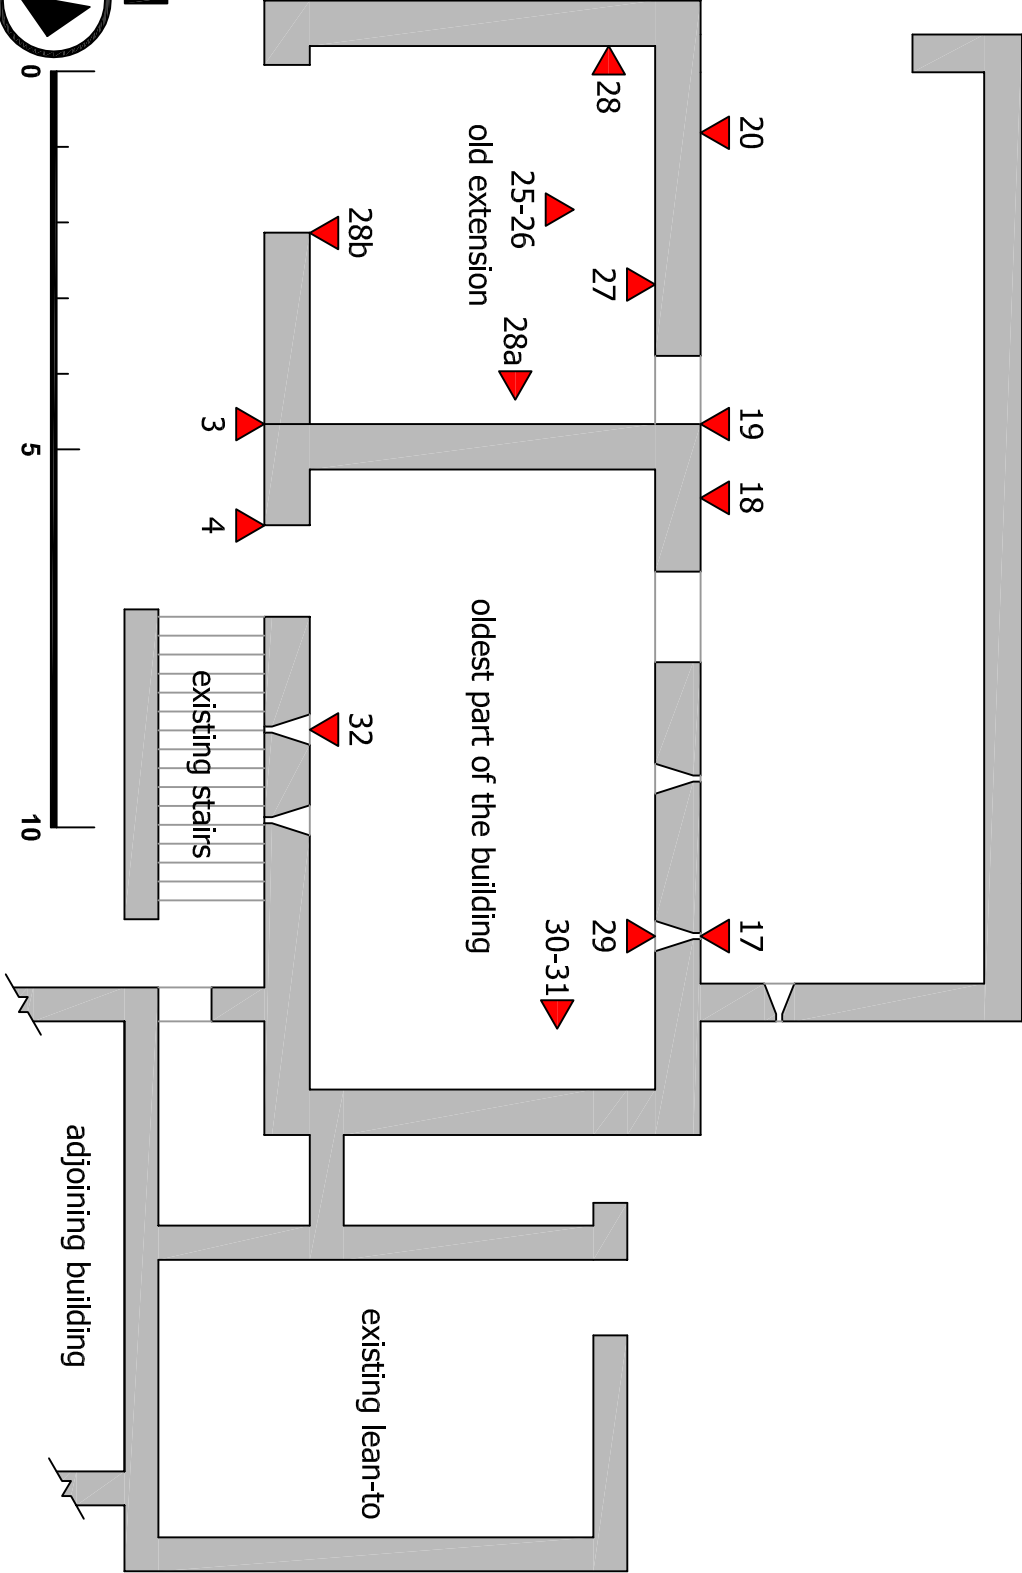 20
19
18
17
28
27
29
25-26
30-31
28a
old extension
oldest part of the building
28b
32
existing lean-to
3
4
existing stairs
adjoining building
0
5
10